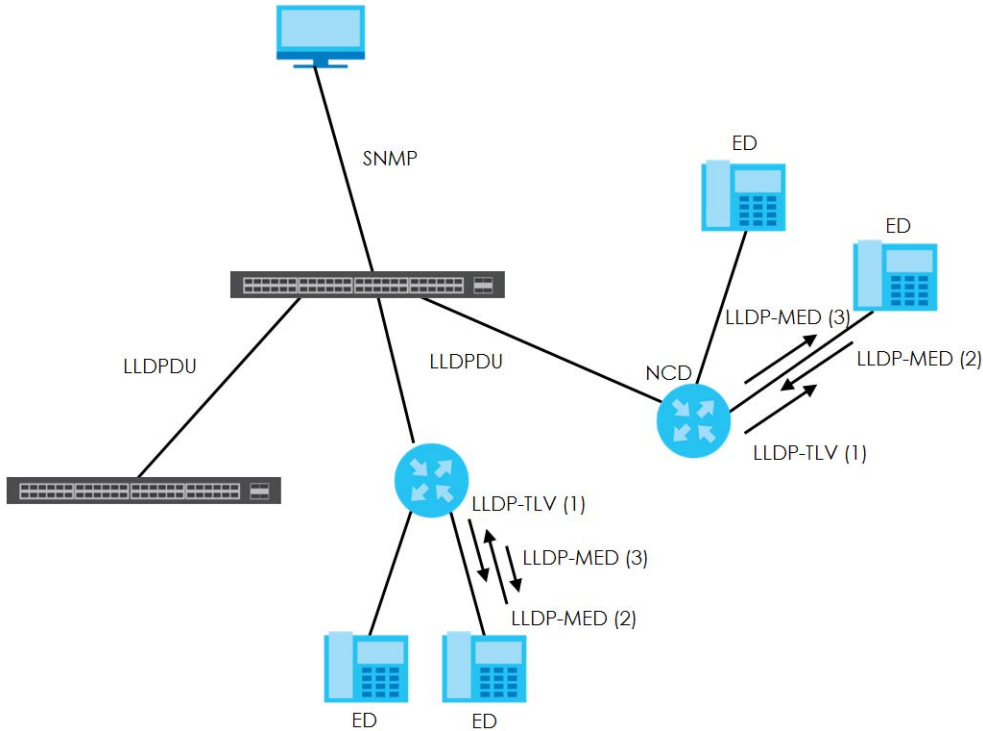 ED
SNMP
ED
LLDP-MED (3)
LLDPDU
LLDPDU
LLDP-MED (2)
NCD
LLDP-TLV (1)
LLDP-TLV (1)
LLDP-MED (3)
LLDP-MED (2)
ED
ED